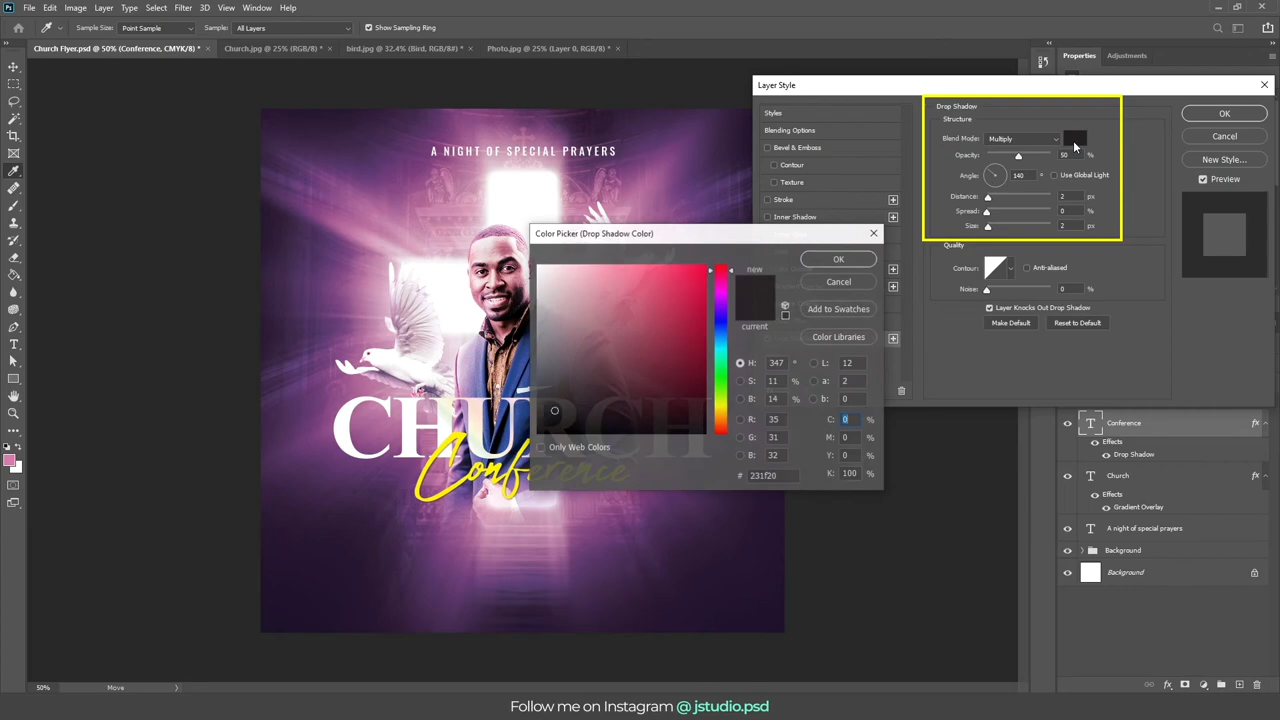 File Edit Image Layer Type Select Filter 3D View Window Help
Sample Size: Point Sample Sample: All Layers Show Sampling Ring
Church Flyer.psd @ 50% (Conference, CMYK/8) * × Church.jpg @ 25% (RGB/8) * × bird.jpg @ 32.4% (Bird, RGB/8#) * × Photo.jpg @ 25% (Layer 0, RGB/8) * ×
Properties Adjustments
Layer Style
Styles
Blending Options
Bevel & Emboss
Contour
Texture
Stroke
Inner Shadow
Drop Shadow
Structure
Blend Mode: Multiply
Opacity: 50 %
Angle: 140 ° Use Global Light
Distance: 2 px
Spread: 0 %
Size: 2 px
Quality
Contour: Anti-aliased
Noise: 0 %
Layer Knocks Out Drop Shadow
Make Default Reset to Default
OK
Cancel
New Style...
Preview
A NIGHT OF SPECIAL PRAYERS
CHURCH
Conference
Color Picker (Drop Shadow Color)
new
current
OK
Cancel
Add to Swatches
Color Libraries
H: 347 ° L: 12
S: 11 % a: 2
B: 14 % b: 0
R: 35 C: 0 %
G: 31 M: 0 %
B: 32 Y: 0 %
# 231f20 K: 100 %
Only Web Colors
Conference fx
Effects
Drop Shadow
Church fx
Effects
Gradient Overlay
A night of special prayers
Background
Background
50% Move
Follow me on Instagram @ jstudio.psd